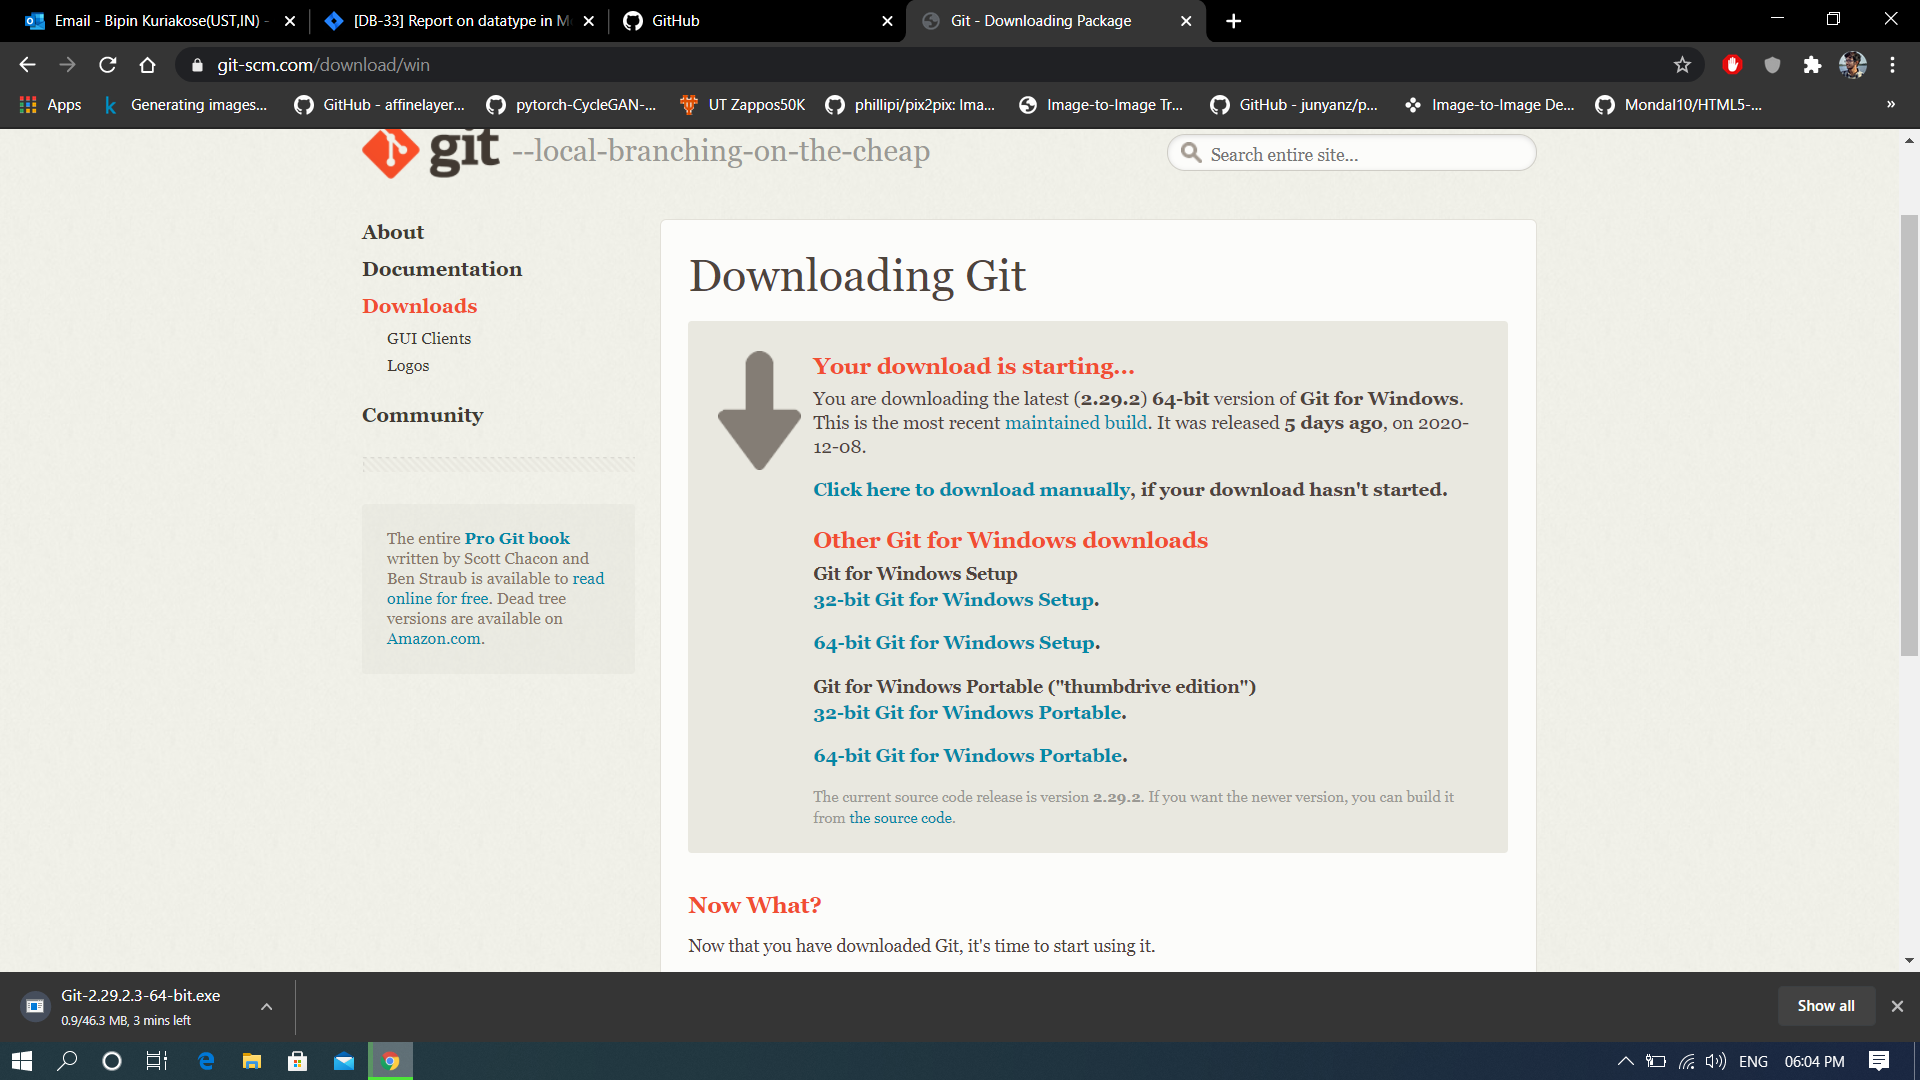 Email - Bipin Kuriakose(UST,IN) -
[DB-33] Report on datatype in M
GitHub
Git - Downloading Package
git-scm.com/download/win
Apps
Generating images...
GitHub - affinelayer...
pytorch-CycleGAN-...
UT Zappos50K
phillipi/pix2pix: Ima...
Image-to-Image Tr...
GitHub - junyanz/p...
Image-to-Image De...
Mondal10/HTML5-...
»
git --local-branching-on-the-cheap
Search entire site...
About
Documentation
Downloads
GUI Clients
Logos
Community
The entire Pro Git book
written by Scott Chacon and
Ben Straub is available to read
online for free. Dead tree
versions are available on
Amazon.com.
Downloading Git
Your download is starting...
You are downloading the latest (2.29.2) 64-bit version of Git for Windows.
This is the most recent maintained build. It was released 5 days ago, on 2020-
12-08.
Click here to download manually, if your download hasn't started.
Other Git for Windows downloads
Git for Windows Setup
32-bit Git for Windows Setup.
64-bit Git for Windows Setup.
Git for Windows Portable ("thumbdrive edition")
32-bit Git for Windows Portable.
64-bit Git for Windows Portable.
The current source code release is version 2.29.2. If you want the newer version, you can build it
from the source code.
Now What?
Now that you have downloaded Git, it's time to start using it.
Git-2.29.2.3-64-bit.exe
0.9/46.3 MB, 3 mins left
Show all
ENG
06:04 PM